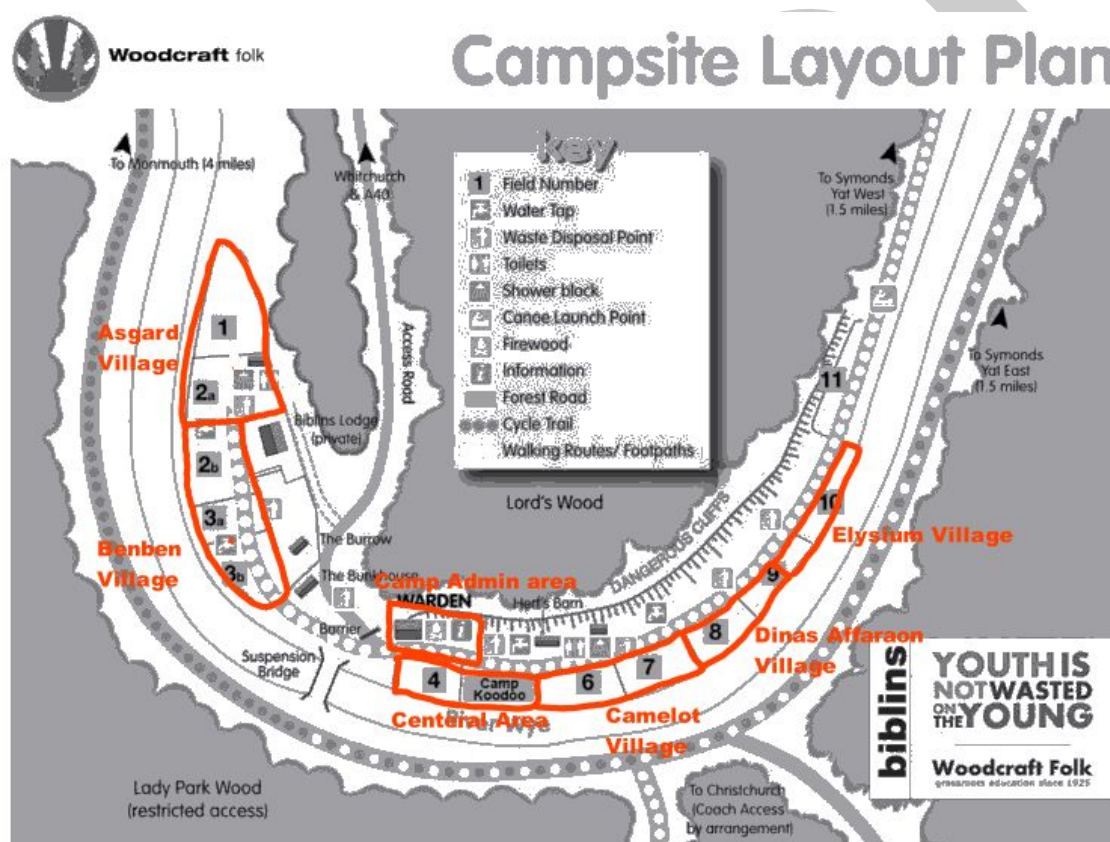 Woodcraft folk
Campsite Layout Plan
To Monmouth (4 miles)
Whitchurch
& A40
key
1 Field Number
Water Tap
Waste Disposal Point
Toilets
Shower block
Canoe Launch Point
Firewood
Information
Forest Road
Cycle Trail
Walking Routes/ Footpaths
To Symonds
Yat West
(1.5 miles)
To Symonds
Yat East
(1.5 miles)
Access Road
Asgard
Village
1
2a
Biblins Lodge
(private)
2b
3a
3b
Benben
Village
The Burrow
The Bunkhouse
Lord's Wood
DANGEROUS CLIFFS
11
10
Elysium Village
9
Camp Admin area
WARDEN
Herf's Barn
Barrier
Suspension
Bridge
4
Camp
Koodoo
6
7
8
Dinas Affaraon
Village
Centeral Area
River Wye
Camelot
Village
Lady Park Wood
(restricted access)
To Christchurch
(Coach Access
by arrangement)
biblins
YOUTH IS
NOT WASTED
ON THE YOUNG
Woodcraft Folk
grassroots education since 1925